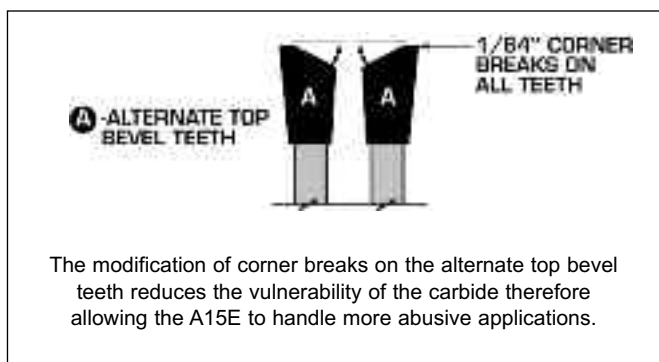 1/64" CORNER
BREAKS ON
ALL TEETH
A
A
A -ALTERNATE TOP
BEVEL TEETH
The modification of corner breaks on the alternate top bevel
teeth reduces the vulnerability of the carbide therefore
allowing the A15E to handle more abusive applications.